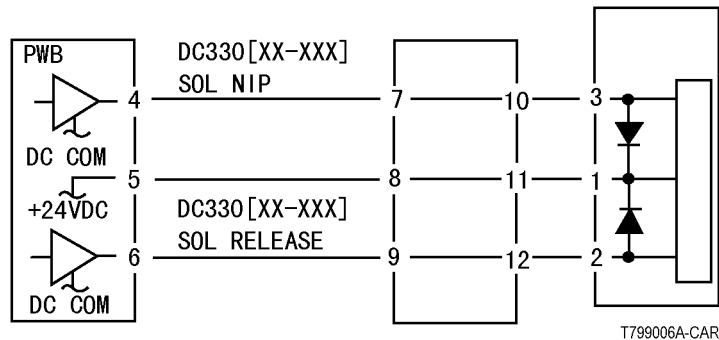 PWB
DC330[XX-XXX]
SOL NIP
4
7
10
3
DC COM
5
8
11
1
+24VDC
DC330[XX-XXX]
SOL RELEASE
6
9
12
2
DC COM
T799006A-CAR